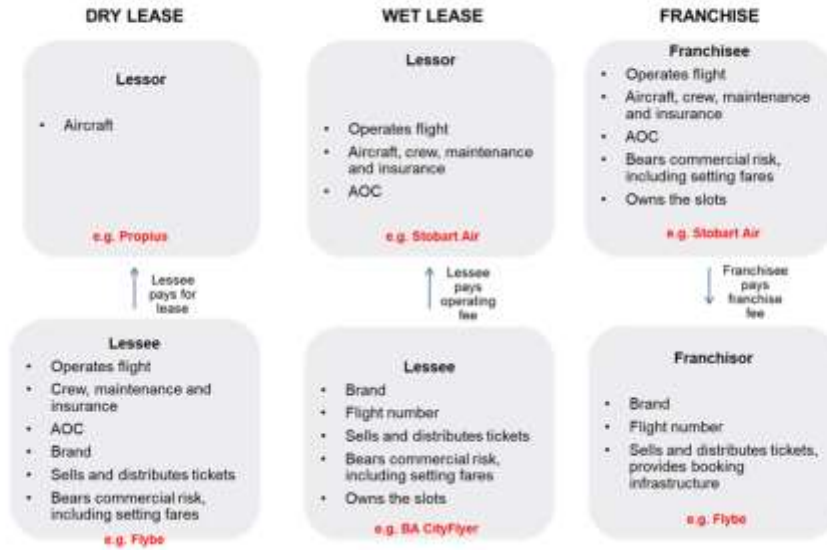 DRY LEASE
Lessor
• Aircraft
e.g. Propius
Lessee
pays for
lease
Lessee
• Operates flight
• Crew, maintenance and
insurance
• AOC
• Brand
• Sells and distributes tickets
• Bears commercial risk,
including setting fares
e.g. Flybe
WET LEASE
Lessor
• Operates flight
• Aircraft, crew, maintenance
and insurance
• AOC
e.g. Stobart Air
Lessee
pays
operating
fee
Lessee
• Brand
• Flight number
• Sells and distributes tickets
• Bears commercial risk,
including setting fares
• Owns the slots
e.g. BA CityFlyer
FRANCHISE
Franchisee
• Operates flight
• Aircraft, crew, maintenance
and insurance
• AOC
• Bears commercial risk,
including setting fares
• Owns the slots
e.g. Stobart Air
Franchisee
pays
franchise
fee
Franchisor
• Brand
• Flight number
• Sells and distributes tickets,
provides booking
infrastructure
e.g. Flybe